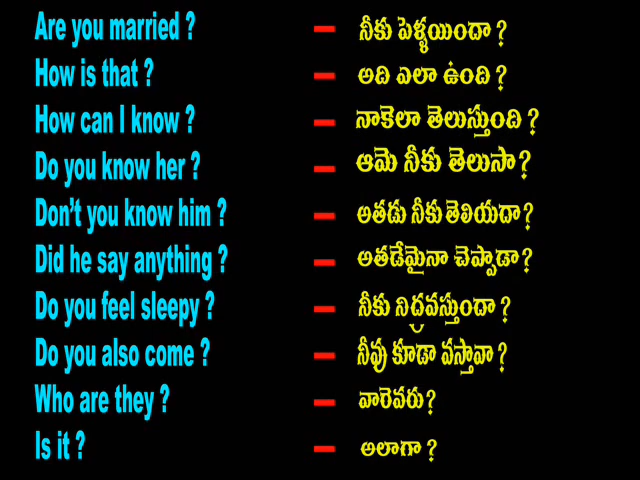 Are you married ? – నీకు పెళ్ళయిందా ?
How is that ? – అది ఎలా ఉంది ?
How can I know ? – నాకెలా తెలుస్తుంది ?
Do you know her ? – ఆమె నీకు తెలుసా ?
Don't you know him ? – అతడు నీకు తెలియదా ?
Did he say anything ? – అతడేమైనా చెప్పాడా ?
Do you feel sleepy ? – నీకు నిద్రవస్తుందా ?
Do you also come ? – నీవు కూడా వస్తావా ?
Who are they ? – వారెవరు ?
Is it ? – అలాగా ?